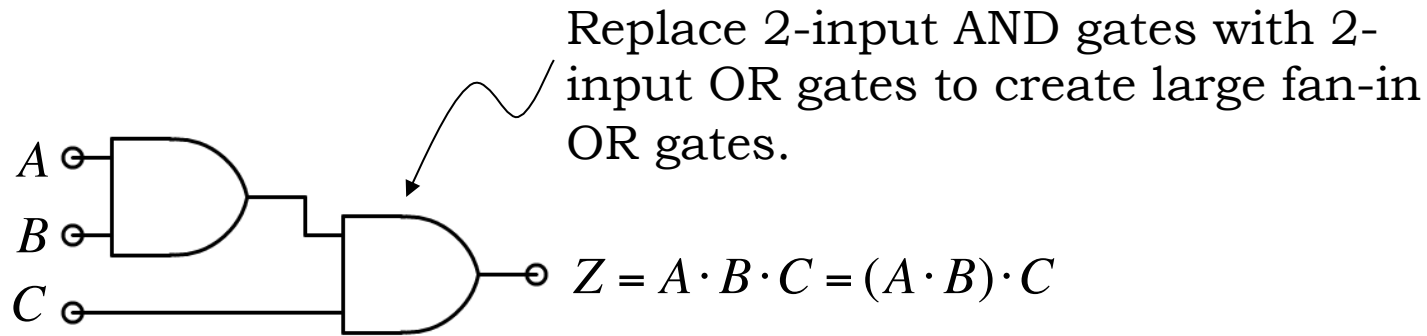 Replace 2-input AND gates with 2-
input OR gates to create large fan-in
OR gates.
A
B
C
Z = A · B · C = (A · B) · C